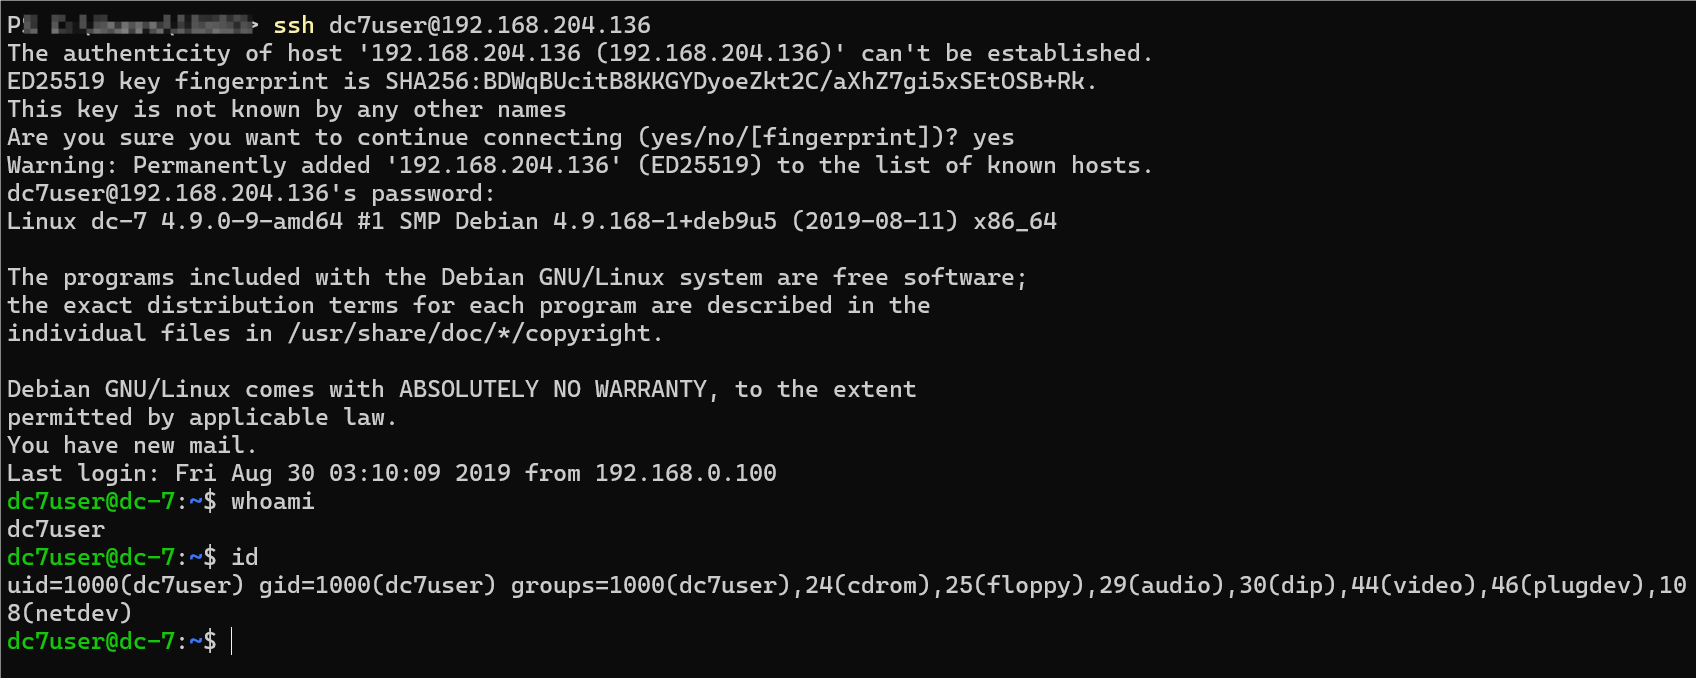 PS > ssh dc7user@192.168.204.136
The authenticity of host '192.168.204.136 (192.168.204.136)' can't be established.
ED25519 key fingerprint is SHA256:BDWqBUcitB8KKGYDyoeZkt2C/aXhZ7gi5xSEtOSB+Rk.
This key is not known by any other names
Are you sure you want to continue connecting (yes/no/[fingerprint])? yes
Warning: Permanently added '192.168.204.136' (ED25519) to the list of known hosts.
dc7user@192.168.204.136's password:
Linux dc-7 4.9.0-9-amd64 #1 SMP Debian 4.9.168-1+deb9u5 (2019-08-11) x86_64
The programs included with the Debian GNU/Linux system are free software;
the exact distribution terms for each program are described in the
individual files in /usr/share/doc/*/copyright.
Debian GNU/Linux comes with ABSOLUTELY NO WARRANTY, to the extent
permitted by applicable law.
You have new mail.
Last login: Fri Aug 30 03:10:09 2019 from 192.168.0.100
dc7user@dc-7:~$ whoami
dc7user
dc7user@dc-7:~$ id
uid=1000(dc7user) gid=1000(dc7user) groups=1000(dc7user),24(cdrom),25(floppy),29(audio),30(dip),44(video),46(plugdev),10
8(netdev)
dc7user@dc-7:~$